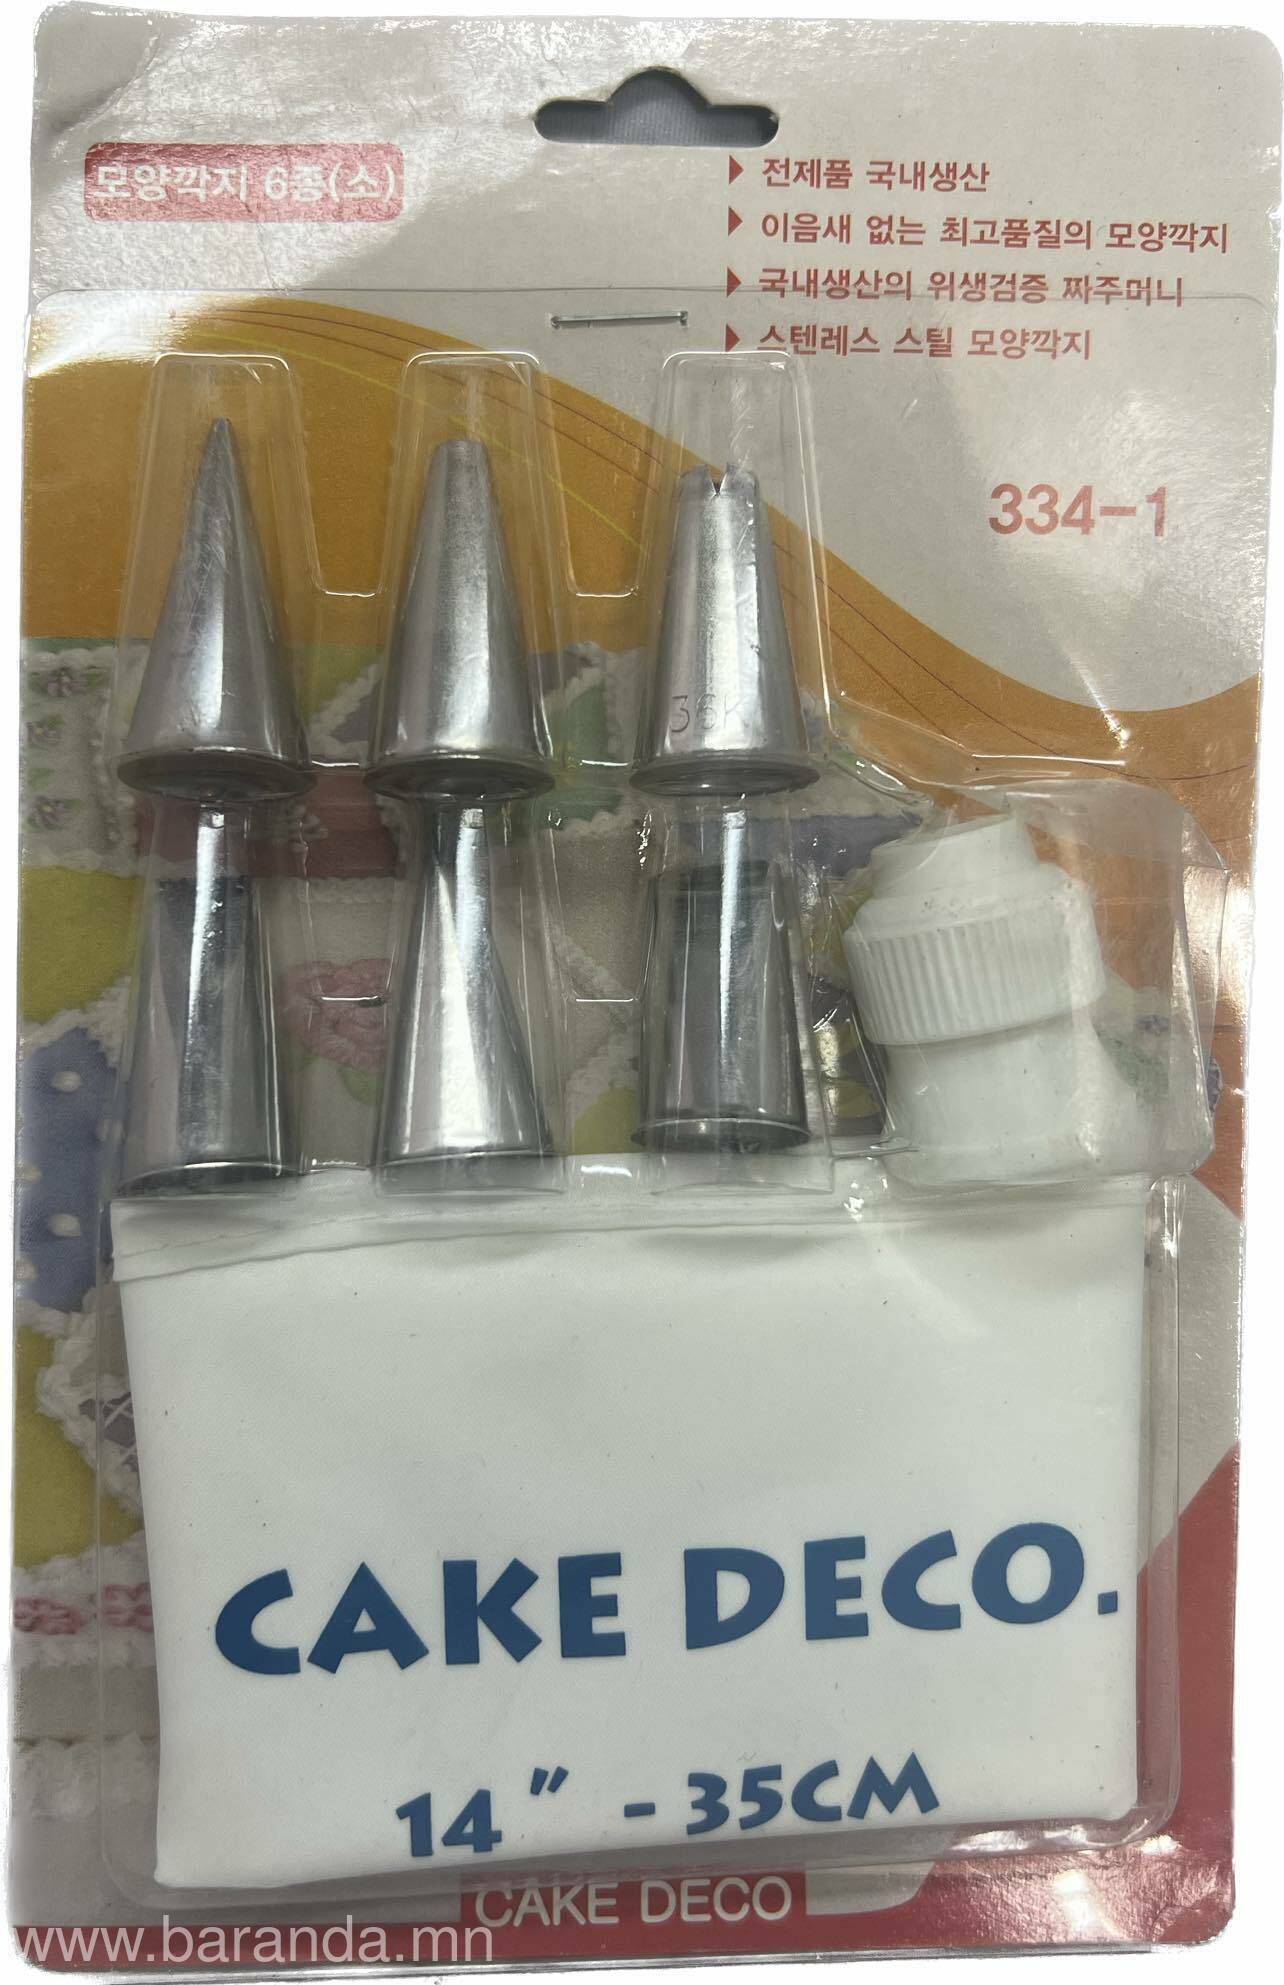 모양깍지 6종(소)
▶ 전제품 국내생산
▶ 이음새 없는 최고품질의 모양깍지
▶ 국내생산의 위생검증 짜주머니
▶ 스텐레스 스틸 모양깍지
334-1
36K
CAKE DECO.
14" - 35CM
CAKE DECO
www.baranda.mn